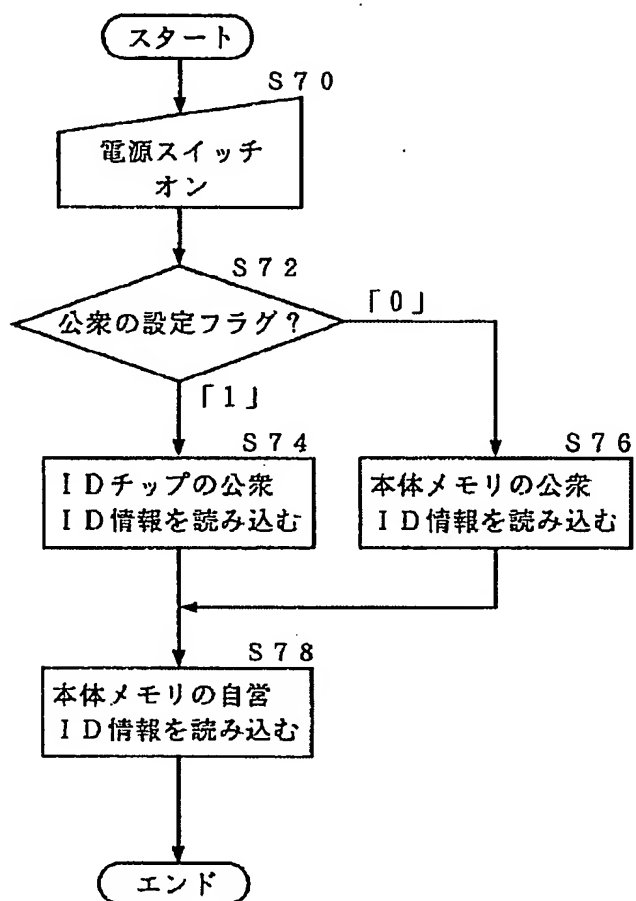 スタート
S70
電源スイッチ
オン
S72
公衆の設定フラグ?
「0」
「1」
S74
IDチップの公衆
ID情報を読み込む
S76
本体メモリの公衆
ID情報を読み込む
S78
本体メモリの自営
ID情報を読み込む
エンド